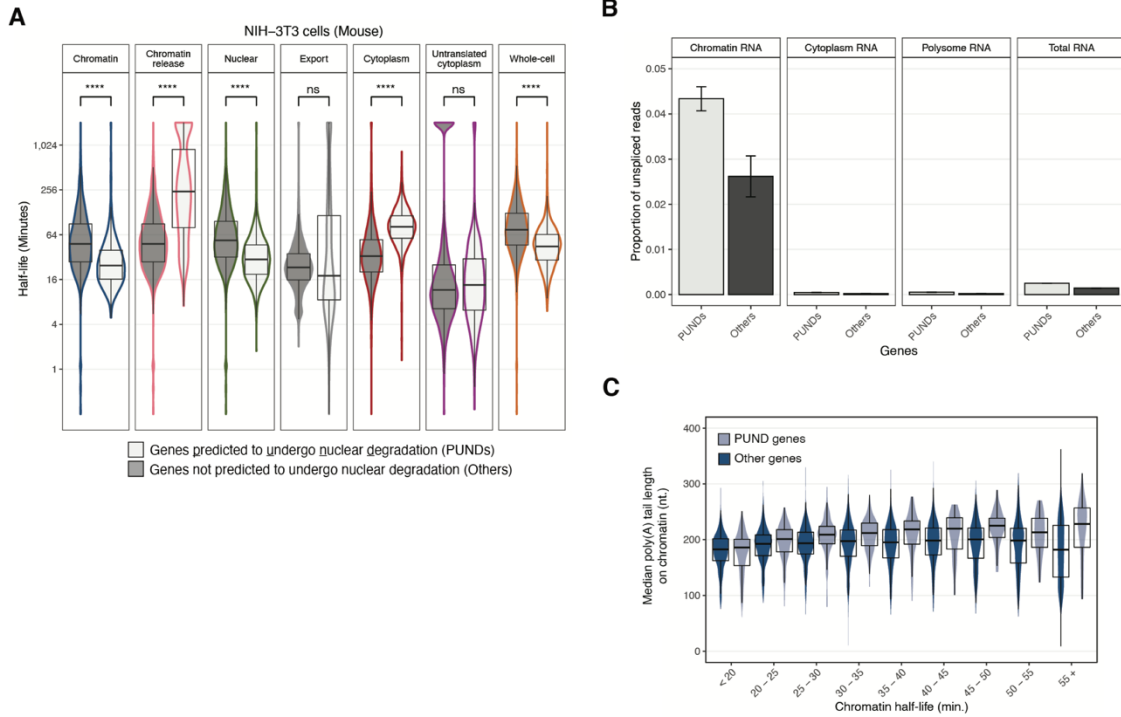 A
NIH-3T3 cells (Mouse)
Chromatin
Chromatin
release
Nuclear
Export
Cytoplasm
Untranslated
cytoplasm
Whole-cell
****
****
****
ns
****
ns
****
Half-life (Minutes)
1,024
256
64
16
4
1
Genes predicted to undergo nuclear degradation (PUNDs)
Genes not predicted to undergo nuclear degradation (Others)
B
Chromatin RNA
Cytoplasm RNA
Polysome RNA
Total RNA
Proportion of unspliced reads
0.05
0.04
0.03
0.02
0.01
0.00
PUNDs
Others
PUNDs
Others
PUNDs
Others
PUNDs
Others
Genes
C
PUND genes
Other genes
Median poly(A) tail length
on chromatin (nt.)
400
300
200
100
0
< 20
20 - 25
25 - 30
30 - 35
35 - 40
40 - 45
45 - 50
50 - 55
55 +
Chromatin half-life (min.)